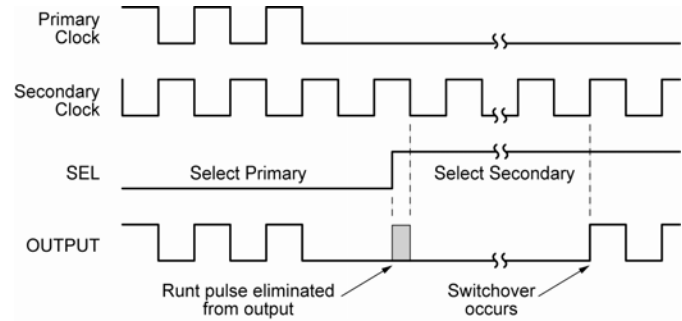 Primary
Clock
Secondary
Clock
SEL
Select Primary
Select Secondary
OUTPUT
Runt pulse eliminated
from output
Switchover
occurs